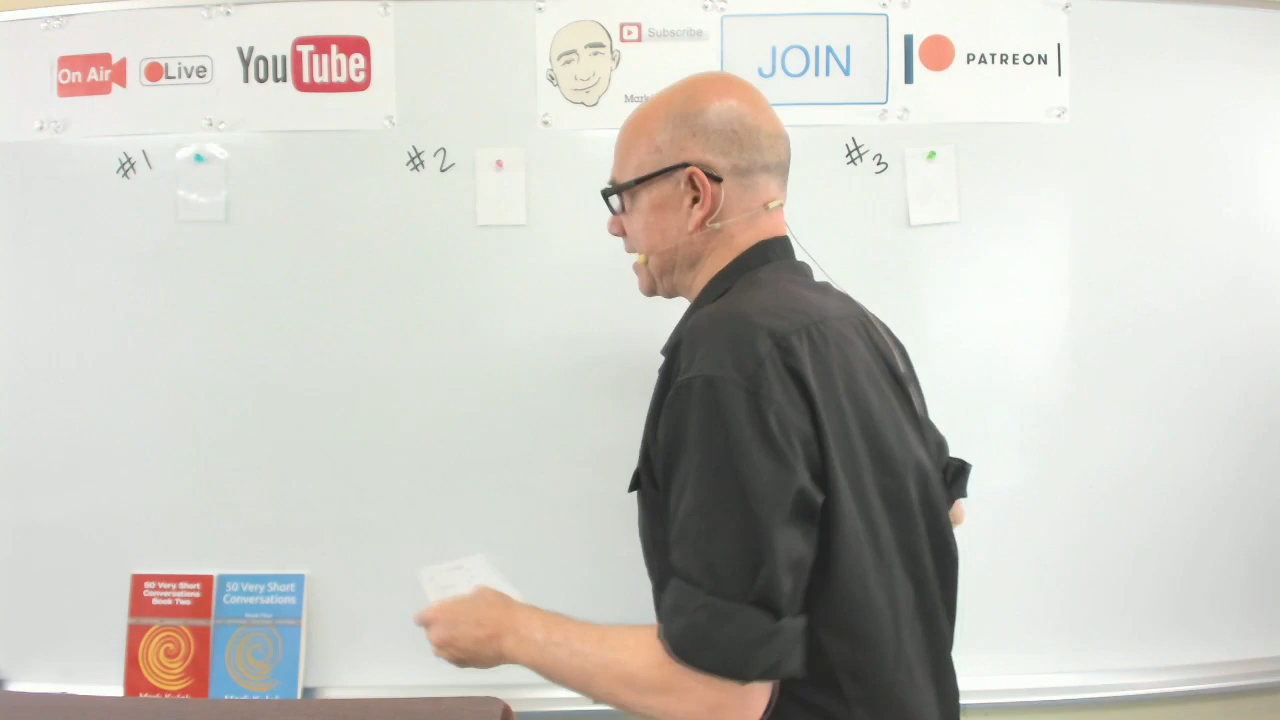 On Air
Live
YouTube
Subscribe
JOIN
PATREON
#1
#2
#3
50 Very Short
Conversations
Book Two
50 Very Short
Conversations